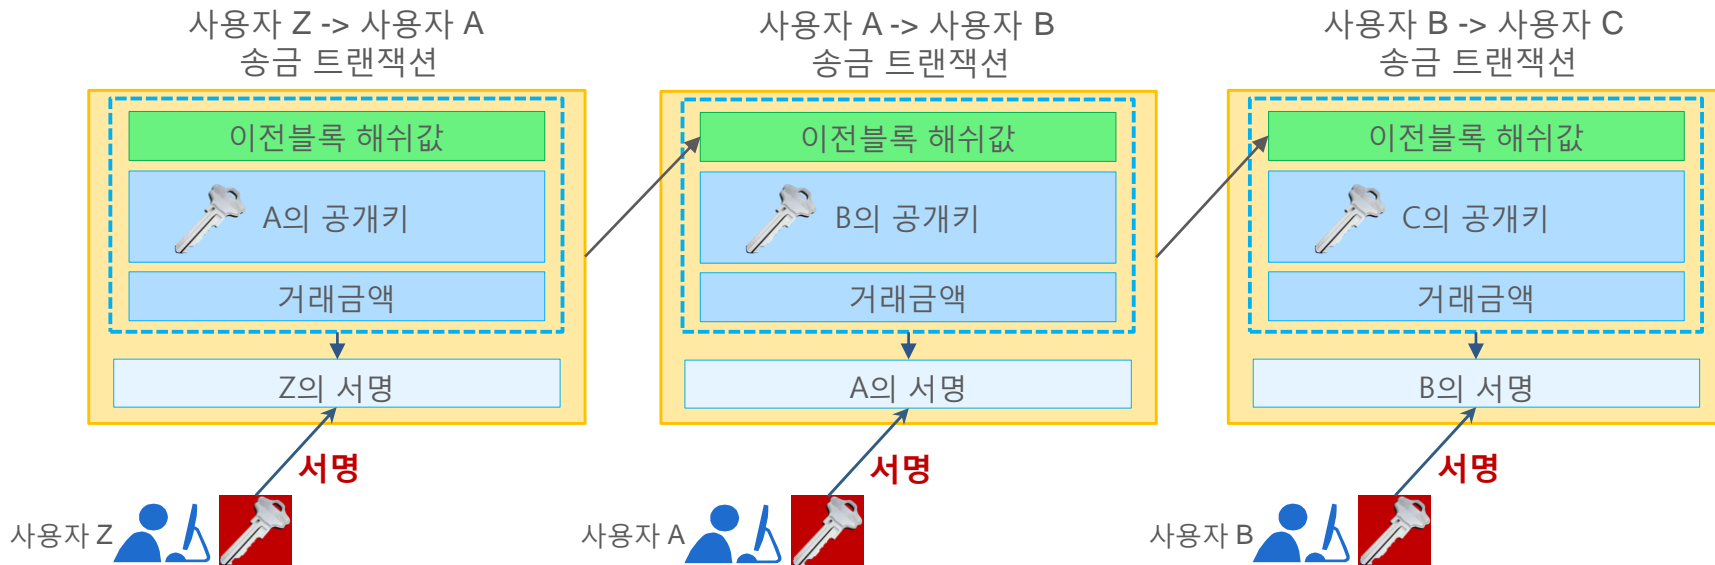 사용자 Z -> 사용자 A
송금 트랜잭션
이전블록 해쉬값
A의 공개키
거래금액
Z의 서명
서명
사용자 Z
사용자 A -> 사용자 B
송금 트랜잭션
이전블록 해쉬값
B의 공개키
거래금액
A의 서명
서명
사용자 A
사용자 B -> 사용자 C
송금 트랜잭션
이전블록 해쉬값
C의 공개키
거래금액
B의 서명
서명
사용자 B